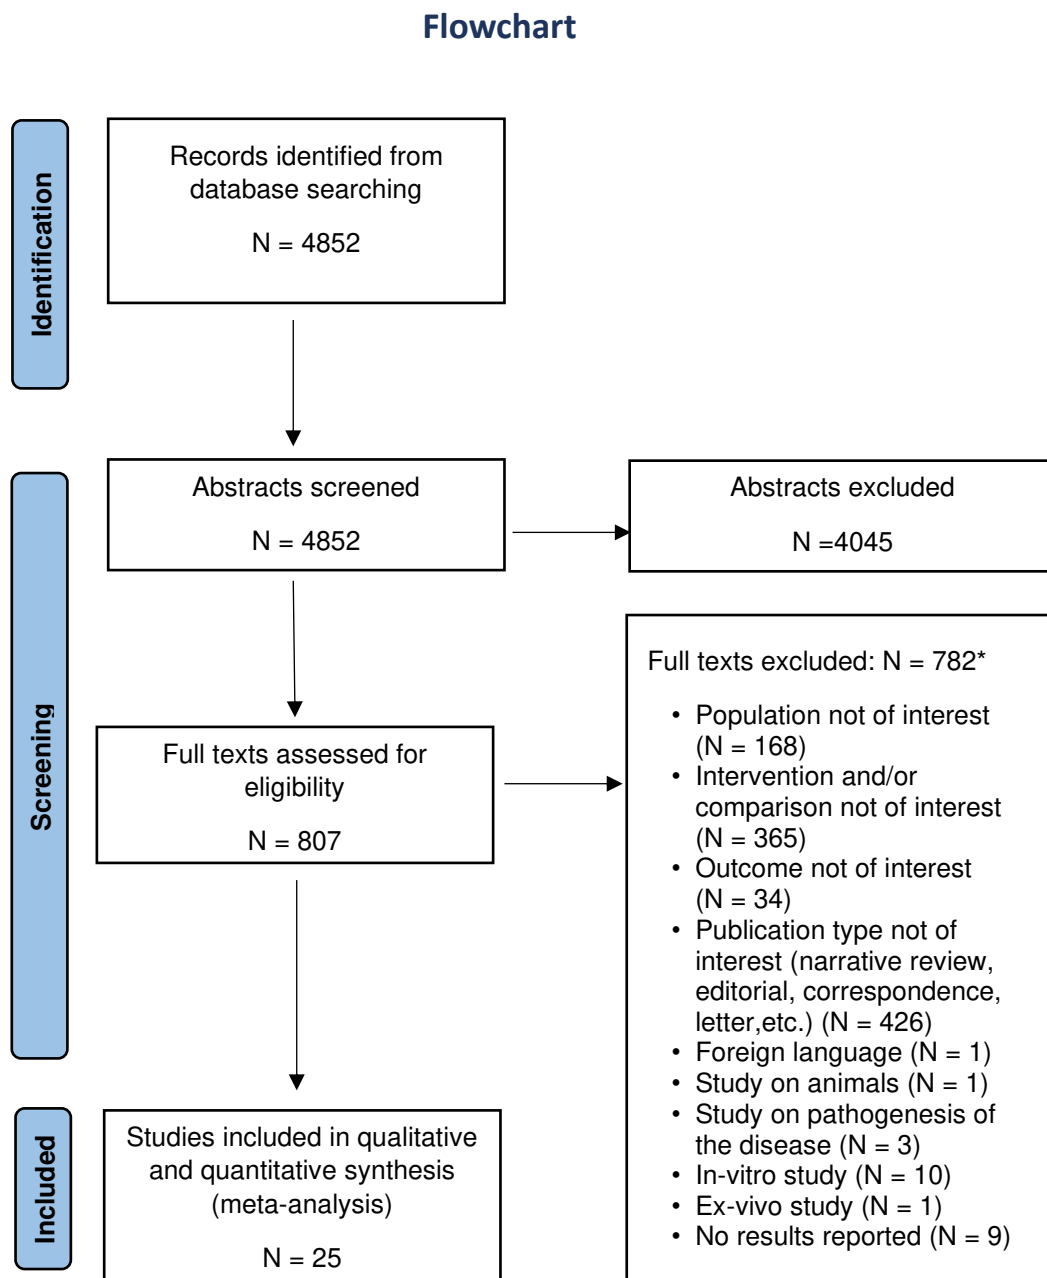 Flowchart
Identification
Records identified from
database searching
N = 4852
Screening
Abstracts screened
N = 4852
Abstracts excluded
N =4045
Full texts assessed for
eligibility
N = 807
Full texts excluded: N = 782*
• Population not of interest
(N = 168)
• Intervention and/or
comparison not of interest
(N = 365)
• Outcome not of interest
(N = 34)
• Publication type not of
interest (narrative review,
editorial, correspondence,
letter,etc.) (N = 426)
• Foreign language (N = 1)
• Study on animals (N = 1)
• Study on pathogenesis of
the disease (N = 3)
• In-vitro study (N = 10)
• Ex-vivo study (N = 1)
• No results reported (N = 9)
Included
Studies included in qualitative
and quantitative synthesis
(meta-analysis)
N = 25